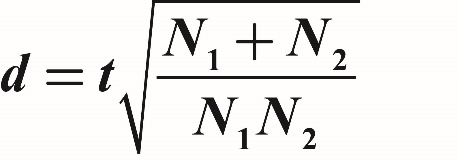 d = t√((N₁ + N₂)/(N₁N₂))